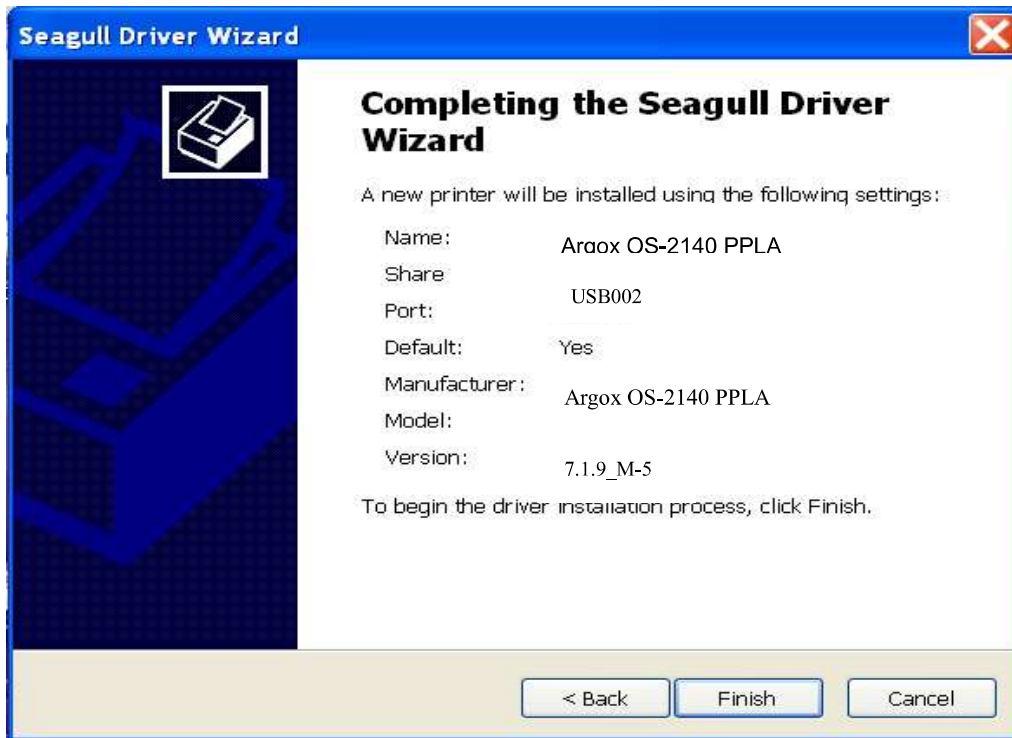 Seagull Driver Wizard
Completing the Seagull Driver
Wizard
A new printer will be installed using the following settings:
Name: Argox OS-2140 PPLA
Share
Port: USB002
Default: Yes
Manufacturer: Argox OS-2140 PPLA
Model:
Version: 7.1.9_M-5
To begin the driver installation process, click Finish.
< Back Finish Cancel